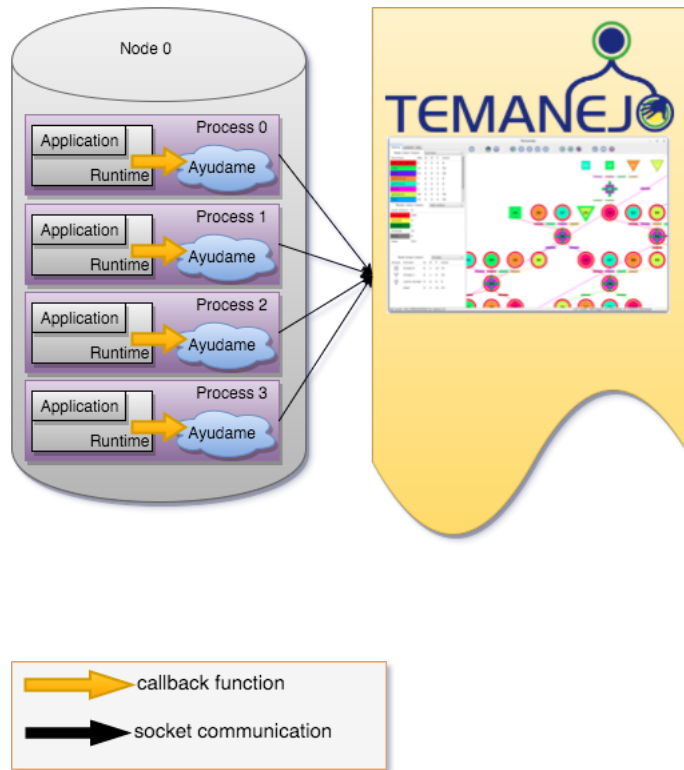 Node 0
TEMANEJO
Process 0
Application
Runtime
Ayudame
Process 1
Application
Runtime
Ayudame
Process 2
Application
Runtime
Ayudame
Process 3
Application
Runtime
Ayudame
callback function
socket communication